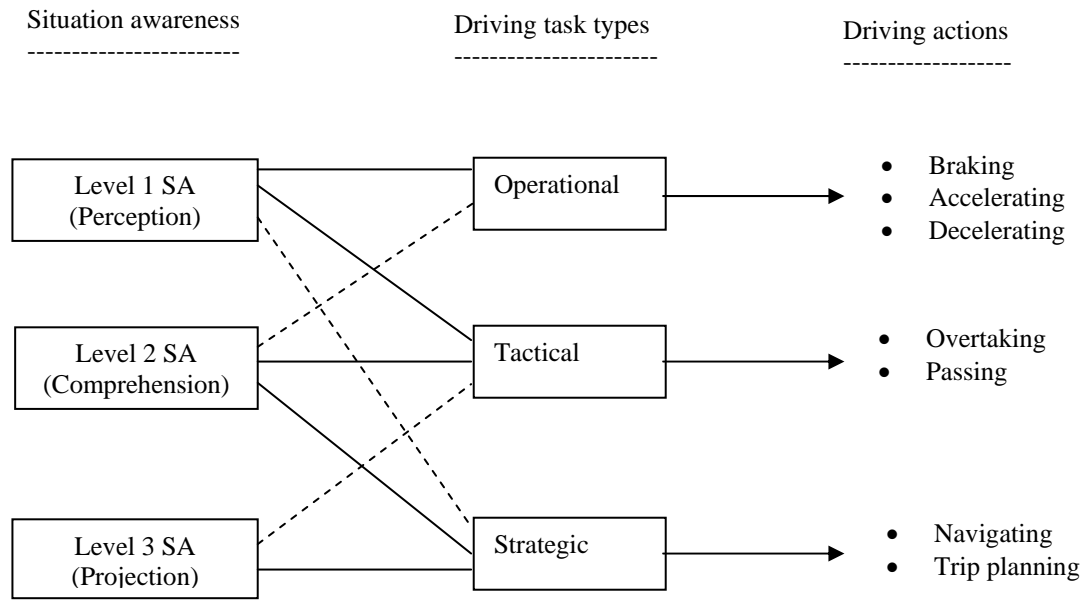 Situation awareness
Driving task types
Driving actions
------------------------
-----------------------
-------------------
Level 1 SA
(Perception)
Operational
• Braking
• Accelerating
• Decelerating
Level 2 SA
(Comprehension)
Tactical
• Overtaking
• Passing
Level 3 SA
(Projection)
Strategic
• Navigating
• Trip planning